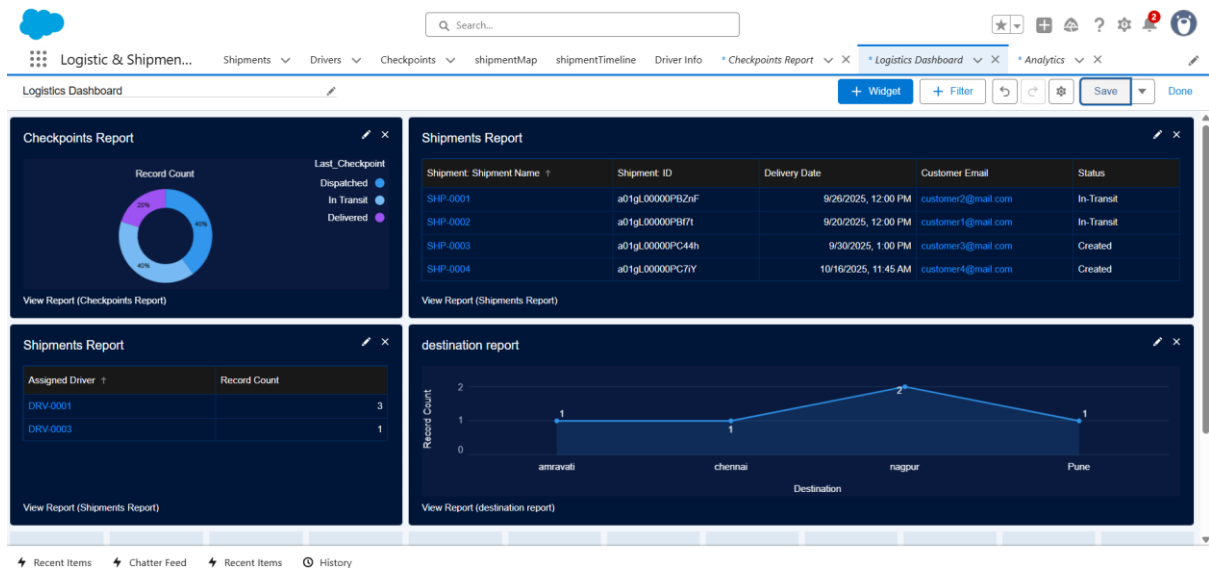 Search...
2
Logistic & Shipmen... Shipments Drivers Checkpoints shipmentMap shipmentTimeline Driver Info * Checkpoints Report * Logistics Dashboard * Analytics
Logistics Dashboard + Widget + Filter Save Done
Checkpoints Report
Record Count
20%
40%
40%
Last_Checkpoint
Dispatched
In Transit
Delivered
View Report (Checkpoints Report)
Shipments Report
Shipment: Shipment Name ↑ Shipment: ID Delivery Date Customer Email Status
SHP-0001 a01gL00000PBZnF 9/26/2025, 12:00 PM customer2@mail.com In-Transit
SHP-0002 a01gL00000PBf7t 9/20/2025, 12:00 PM customer1@mail.com In-Transit
SHP-0003 a01gL00000PC44h 9/30/2025, 1:00 PM customer3@mail.com Created
SHP-0004 a01gL00000PC7iY 10/16/2025, 11:45 AM customer4@mail.com Created
View Report (Shipments Report)
Shipments Report
Assigned Driver ↑ Record Count
DRV-0001 3
DRV-0003 1
View Report (Shipments Report)
destination report
Record Count
2
1
0
1
1
2
1
amravati chennai nagpur Pune
Destination
View Report (destination report)
Recent Items Chatter Feed Recent Items History